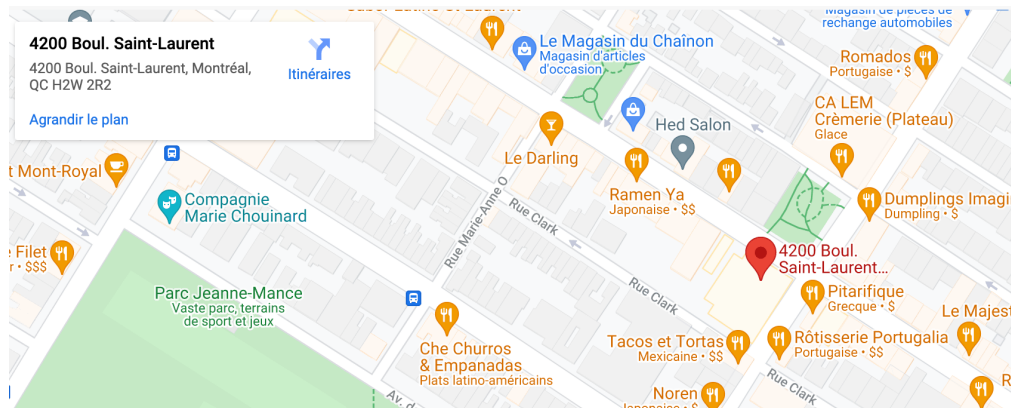 Magasin de pièces de
rechange automobiles
4200 Boul. Saint-Laurent
4200 Boul. Saint-Laurent, Montréal,
QC H2W 2R2
Itinéraires
Agrandir le plan
Le Magasin du Chaînon
Magasin d'articles
d'occasion
Romados
Portugaise • $
CA LEM
Crèmerie (Plateau)
Glace
Hed Salon
Le Darling
t Mont-Royal
Ramen Ya
Japonaise • $$
Compagnie
Marie Chouinard
Dumplings Imagi
Dumpling • $
Rue Marie-Anne O
Rue Clark
Filet
r • $$$
4200 Boul.
Saint-Laurent...
Parc Jeanne-Mance
Vaste parc, terrains
de sport et jeux
Rue Clark
Pitarifique
Grecque • $
Le Majest
Che Churros
& Empanadas
Plats latino-américains
Tacos et Tortas
Mexicaine • $$
Rôtisserie Portugalia
Portugaise • $$
Rue Clark
Noren
Av. d
R